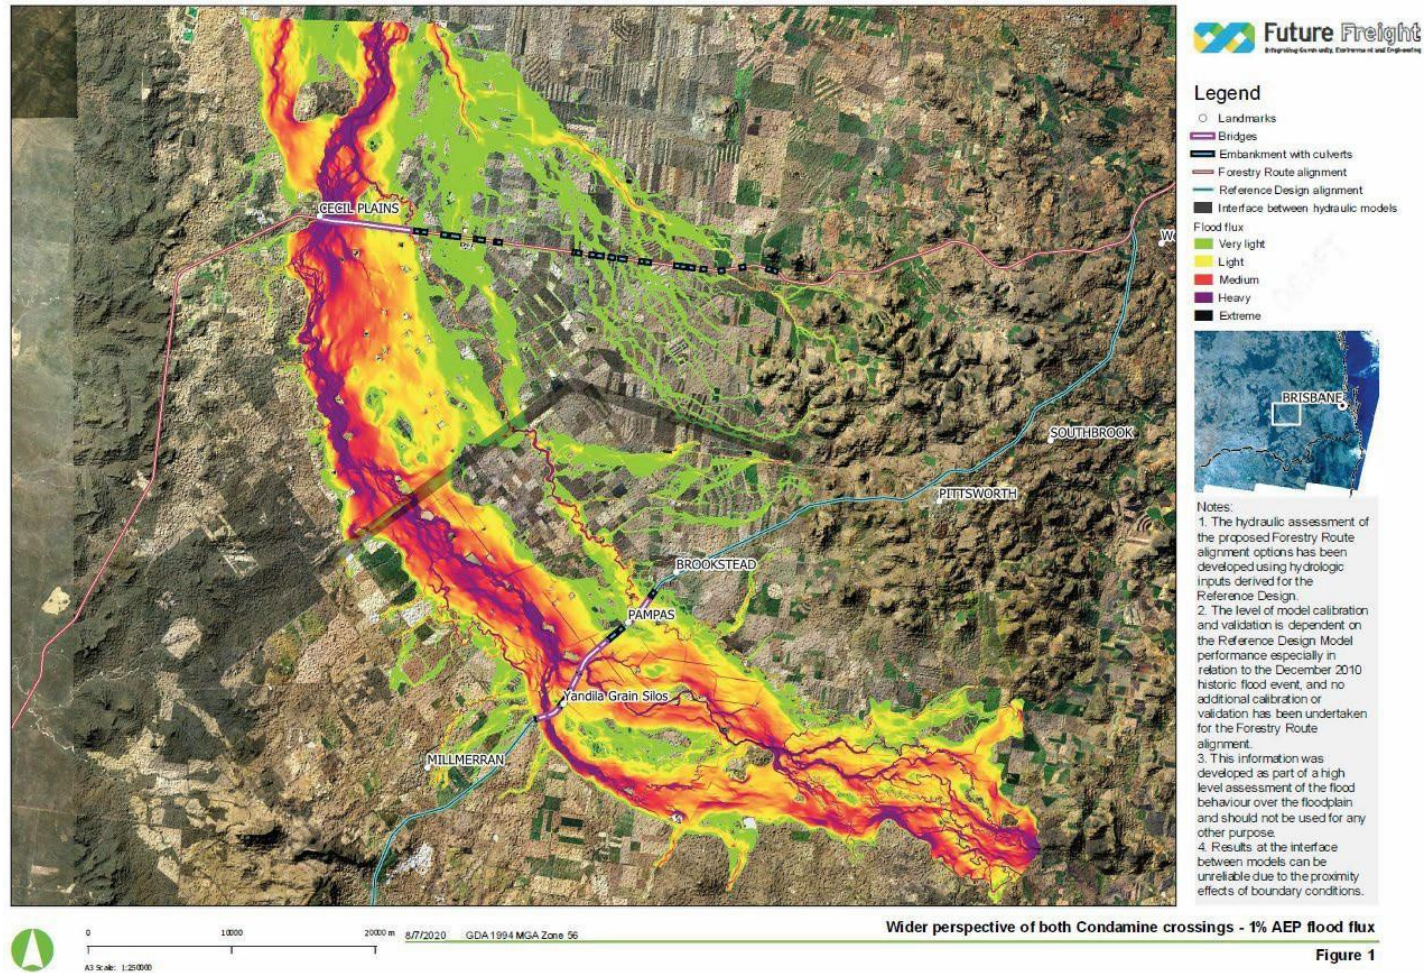 CECIL PLAINS
W
SOUTHBROOK
PITTSWORTH
BROOKSTEAD
PAMPAS
Yandila Grain Silos
MILLMERRAN
Future Freight
Integrating Community, Environment and Engineering
Legend
Landmarks
Bridges
Embankment with culverts
Forestry Route alignment
Reference Design alignment
Interface between hydraulic models
Flood flux
Very light
Light
Medium
Heavy
Extreme
DRAFT
BRISBANE
Notes:
1. The hydraulic assessment of
the proposed Forestry Route
alignment options has been
developed using hydrologic
inputs derived for the
Reference Design.
2. The level of model calibration
and validation is dependent on
the Reference Design Model
performance especially in
relation to the December 2010
historic flood event, and no
additional calibration or
validation has been undertaken
for the Forestry Route
alignment.
3. This information was
developed as part of a high
level assessment of the flood
behaviour over the floodplain
and should not be used for any
other purpose.
4. Results at the interface
between models can be
unreliable due to the proximity
effects of boundary conditions.
0 10000 20000 m
A3 Scale: 1:250000
8/7/2020 GDA 1994 MGA Zone 56
Wider perspective of both Condamine crossings - 1% AEP flood flux
Figure 1